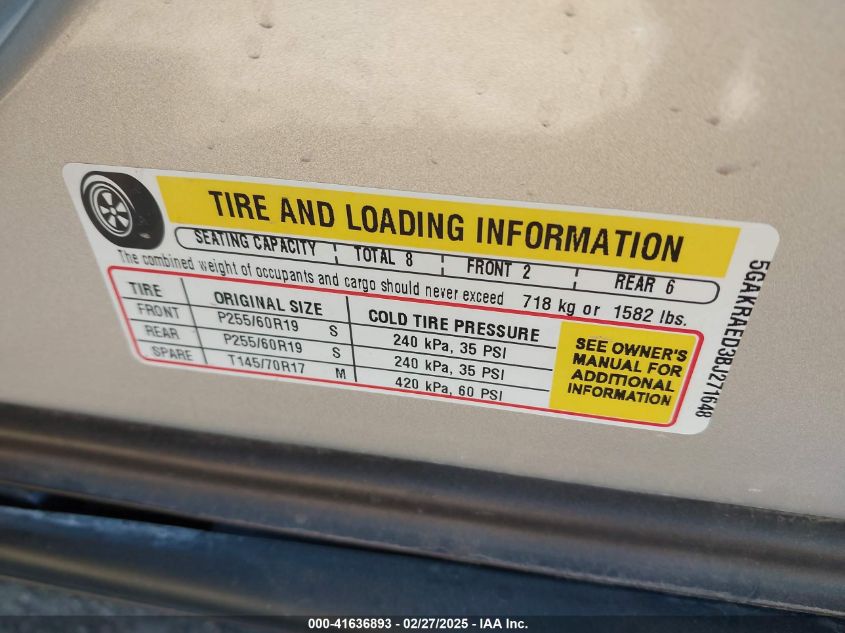 TIRE AND LOADING INFORMATION
SEATING CAPACITY TOTAL 8 FRONT 2 REAR 6
The combined weight of occupants and cargo should never exceed 718 kg or 1582 lbs.
TIRE ORIGINAL SIZE COLD TIRE PRESSURE
FRONT P255/60R19 S 240 kPa, 35 PSI
REAR P255/60R19 S 240 kPa, 35 PSI
SPARE T145/70R17 M 420 kPa, 60 PSI
SEE OWNER'S
MANUAL FOR
ADDITIONAL
INFORMATION
5GAKRAED3BJ271648
000-41636893 / 02/27/2025 - IAA Inc.